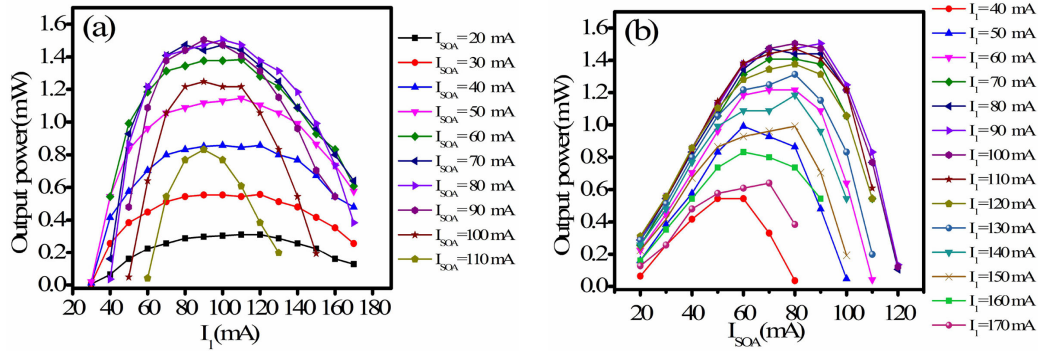 (a)
Output power(mW)
1.6
1.4
1.2
1.0
0.8
0.6
0.4
0.2
0.0
20 40 60 80 100 120 140 160 180
I1(mA)
ISOA=20 mA
ISOA=30 mA
ISOA=40 mA
ISOA=50 mA
ISOA=60 mA
ISOA=70 mA
ISOA=80 mA
ISOA=90 mA
ISOA=100 mA
ISOA=110 mA
(b)
Output power(mW)
1.6
1.4
1.2
1.0
0.8
0.6
0.4
0.2
0.0
0 20 40 60 80 100 120
ISOA(mA)
I1=40 mA
I1=50 mA
I1=60 mA
I1=70 mA
I1=80 mA
I1=90 mA
I1=100 mA
I1=110 mA
I1=120 mA
I1=130 mA
I1=140 mA
I1=150 mA
I1=160 mA
I1=170 mA